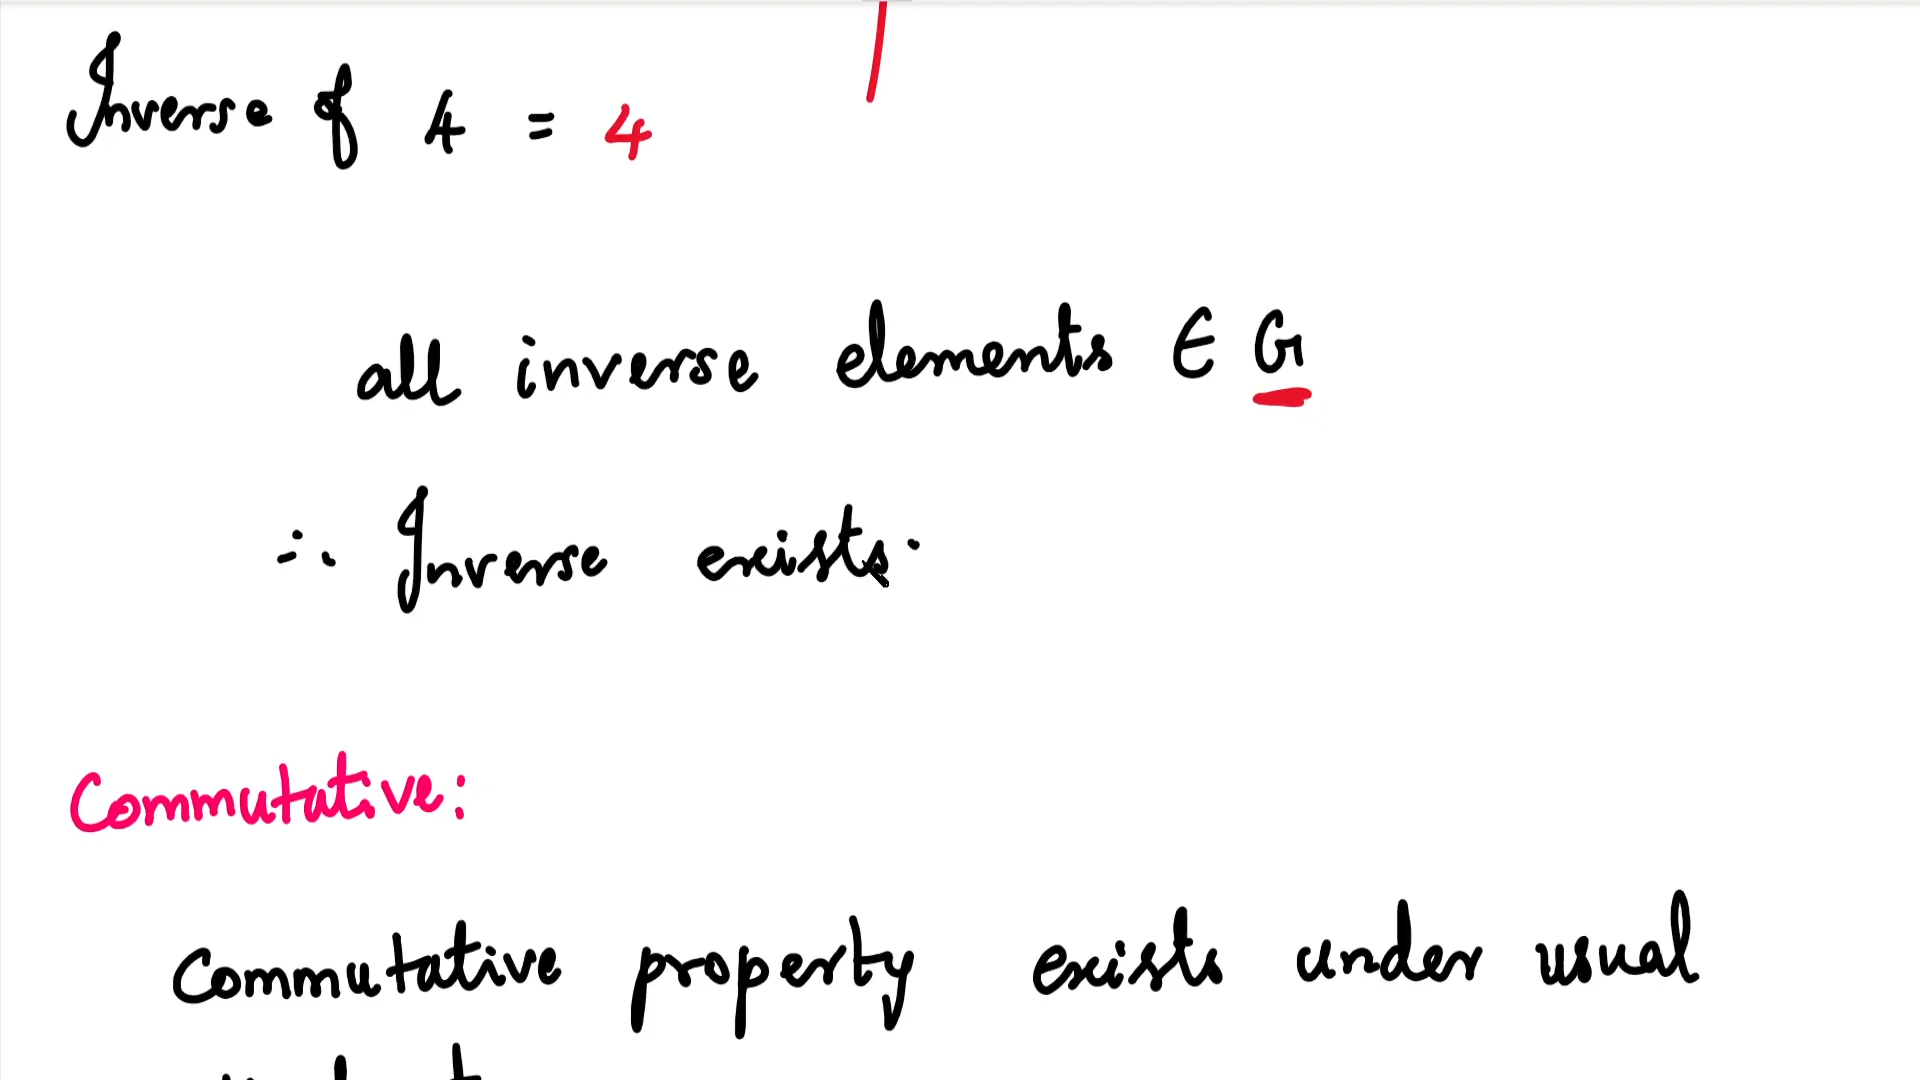 Inverse of 4 = 4
all inverse elements ∈ G
∴ Inverse exists.
Commutative:
Commutative property exists under usual